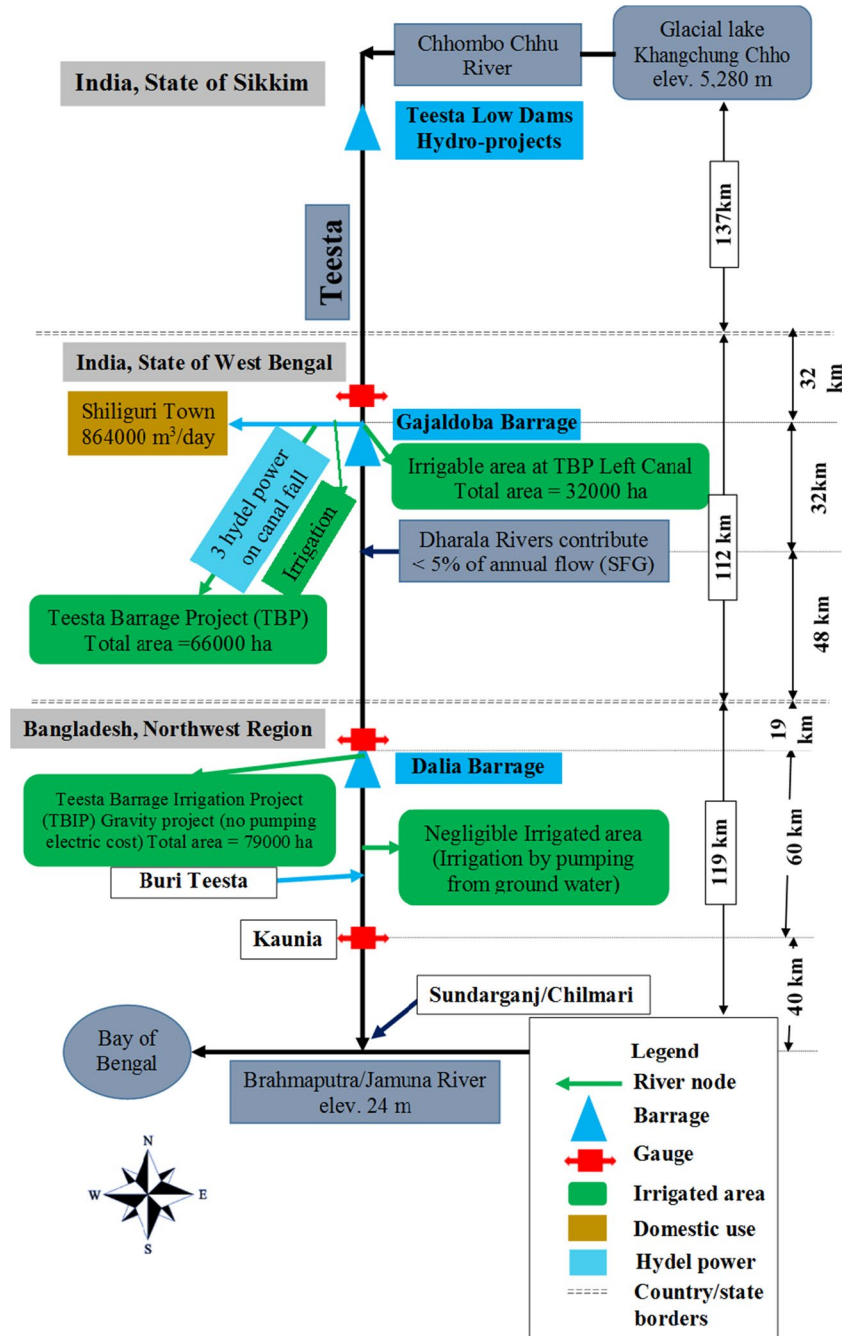 Glacial lake
Khangchung Chho
elev. 5,280 m
Chhombo Chhu
River
India, State of Sikkim
Teesta Low Dams
Hydro-projects
137km
Teesta
India, State of West Bengal
32
km
Shiliguri Town
864000 m³/day
Gajaldoba Barrage
Irrigable area at TBP Left Canal
Total area = 32000 ha
32km
3 hydel power
on canal fall
Irrigation
Dharala Rivers contribute
< 5% of annual flow (SFG)
112 km
Teesta Barrage Project (TBP)
Total area =66000 ha
48 km
Bangladesh, Northwest Region
19
km
Dalia Barrage
Teesta Barrage Irrigation Project
(TBIP) Gravity project (no pumping
electric cost) Total area = 79000 ha
Negligible Irrigated area
(Irrigation by pumping
from ground water)
119 km
60 km
Buri Teesta
Kaunia
40 km
Sundarganj/Chilmari
Bay of
Bengal
Brahmaputra/Jamuna River
elev. 24 m
Legend
River node
Barrage
Gauge
Irrigated area
Domestic use
Hydel power
Country/state
borders
N
W
E
S